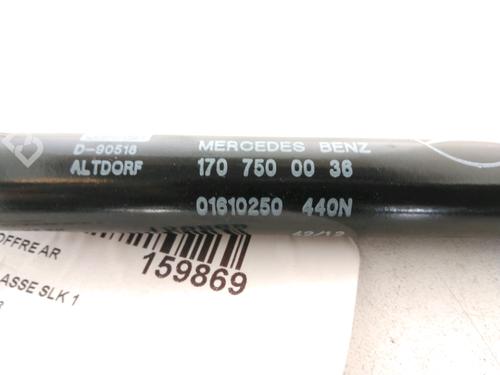 D-90518
ALTDORF
MERCEDES BENZ
170 750 00 36
01610250 440N
OFFRE AR
159869
ASSE SLK 1